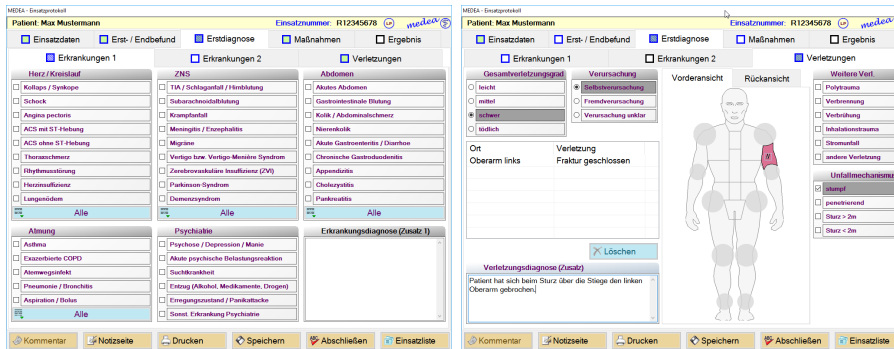 MEDEA - Einsatzprotokoll
Patient: Max Mustermann
Einsatznummer: R12345678
LP
medea
Einsatzdaten
Erst- / Endbefund
Erstdiagnose
Maßnahmen
Ergebnis
Erkrankungen 1
Erkrankungen 2
Verletzungen
Herz / Kreislauf
Kollaps / Synkope
Schock
Angina pectoris
ACS mit ST-Hebung
ACS ohne ST-Hebung
Thoraxschmerz
Rhythmusstörung
Herzinsuffizienz
Lungenödem
Alle
ZNS
TIA / Schlaganfall / Hirnblutung
Subarachnoidalblutung
Krampfanfall
Meningitis / Enzephalitis
Migräne
Vertigo bzw. Vertigo-Menière Syndrom
Zerebrovaskuläre Insuffizienz (ZVI)
Parkinson-Syndrom
Demenzsyndrom
Alle
Abdomen
Akutes Abdomen
Gastrointestinale Blutung
Kolik / Abdominalschmerz
Nierenkolik
Akute Gastroenteritis / Diarrhoe
Chronische Gastroduodenitis
Appendizitis
Cholezystitis
Pankreatitis
Alle
Atmung
Asthma
Exazerbierte COPD
Atemwegsinfekt
Pneumonie / Bronchitis
Aspiration / Bolus
Alle
Psychiatrie
Psychose / Depression / Manie
Akute psychische Belastungsreaktion
Suchtkrankheit
Entzug (Alkohol, Medikamente, Drogen)
Erregungszustand / Panikattacke
Sonst. Erkrankung Psychiatrie
Erkrankungsdiagnose (Zusatz 1)
Kommentar
Notizseite
Drucken
Speichern
Abschließen
Einsatzliste
MEDEA - Einsatzprotokoll
Patient: Max Mustermann
Einsatznummer: R12345678
LP
medea
Einsatzdaten
Erst- / Endbefund
Erstdiagnose
Maßnahmen
Ergebnis
Erkrankungen 1
Erkrankungen 2
Verletzungen
Gesamtverletzungsgrad
leicht
mittel
schwer
tödlich
Verursachung
Selbstverursachung
Fremdverursachung
Verursachung unklar
Vorderansicht
Rückansicht
Ort
Verletzung
Oberarm links
Fraktur geschlossen
Löschen
Verletzungsdiagnose (Zusatz)
Patient hat sich beim Sturz über die Stiege den linken
Oberarm gebrochen.
Weitere Verl
Polytrauma
Verbrennung
Verbrühung
Inhalationstrauma
Stromunfall
andere Verletzung
Unfallmechanismu
stumpf
penetrierend
Sturz > 2m
Sturz < 2m
Kommentar
Notizseite
Drucken
Speichern
Abschließen
Einsatzliste